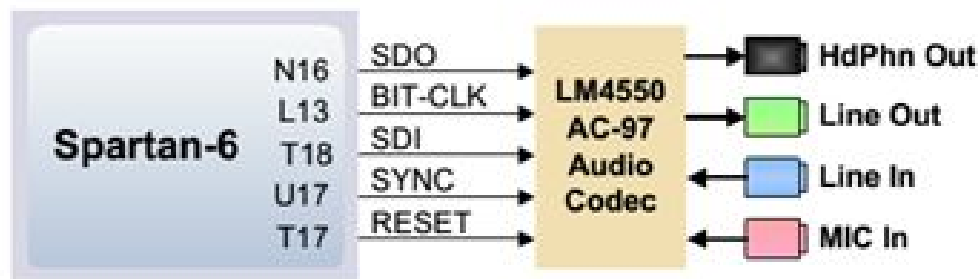 Spartan-6
N16
L13
T18
U17
T17
SDO
BIT-CLK
SDI
SYNC
RESET
LM4550
AC-97
Audio
Codec
HdPhn Out
Line Out
Line In
MIC In